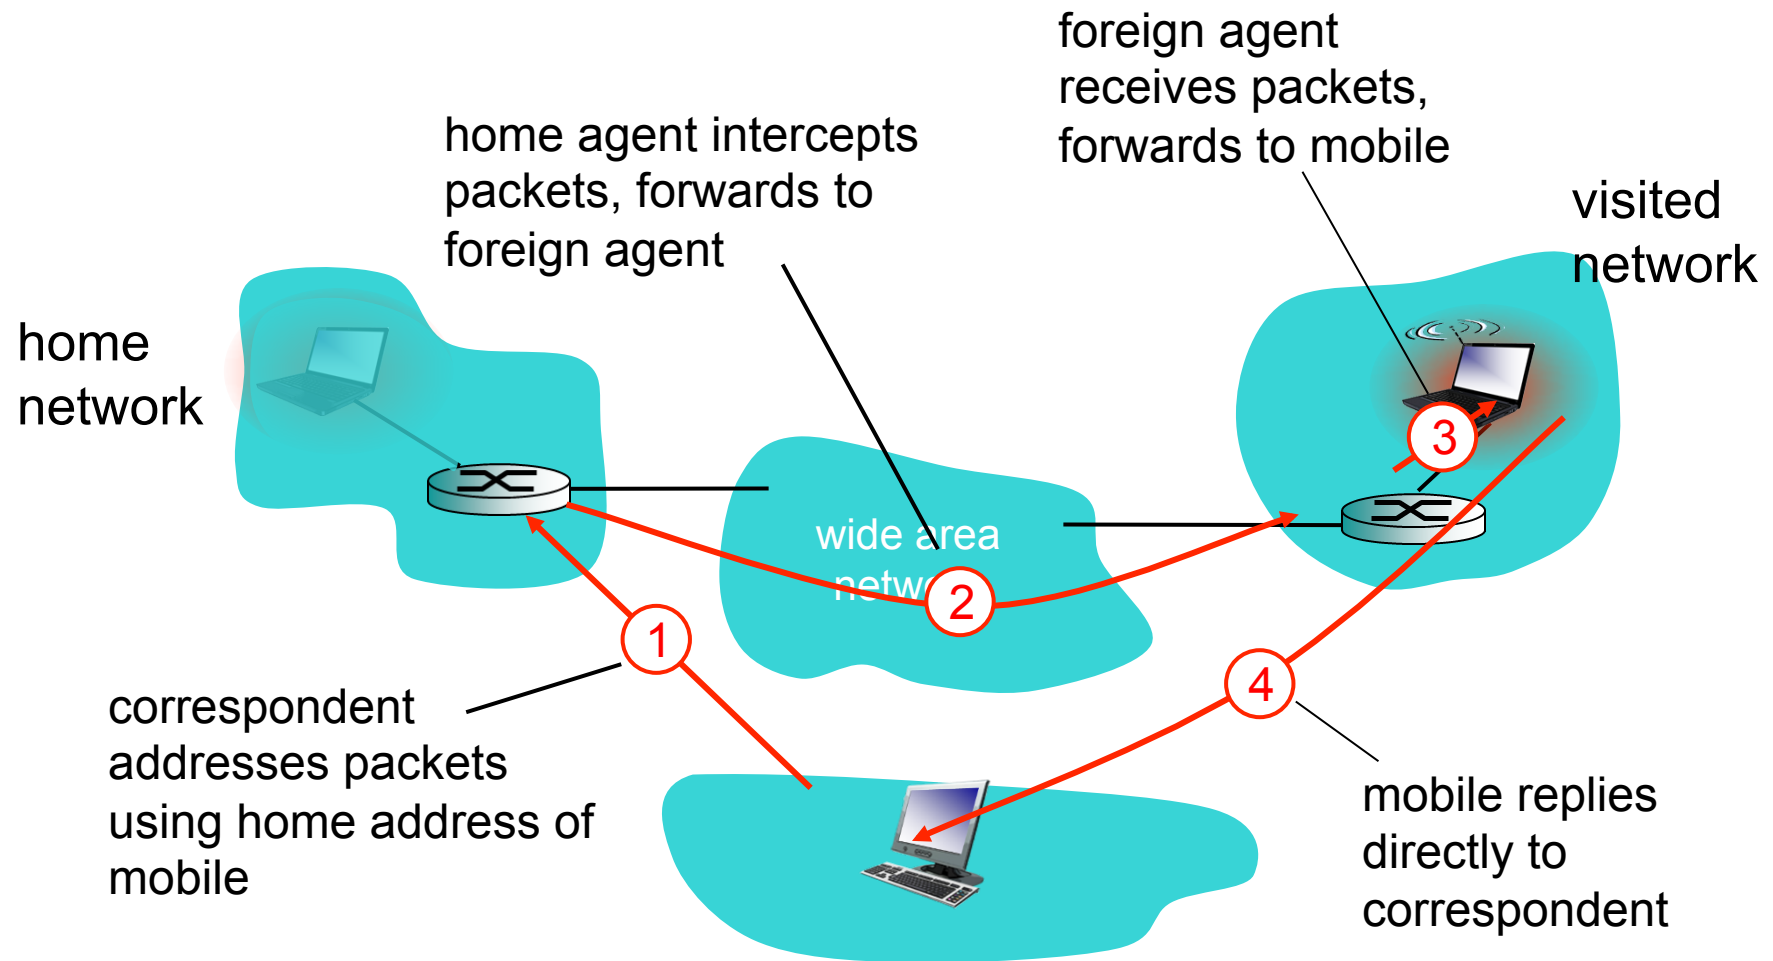 foreign agent
receives packets,
forwards to mobile
home agent intercepts
packets, forwards to
foreign agent
visited
network
home
network
wide area
network
3
2
1
4
correspondent
addresses packets
using home address of
mobile
mobile replies
directly to
correspondent